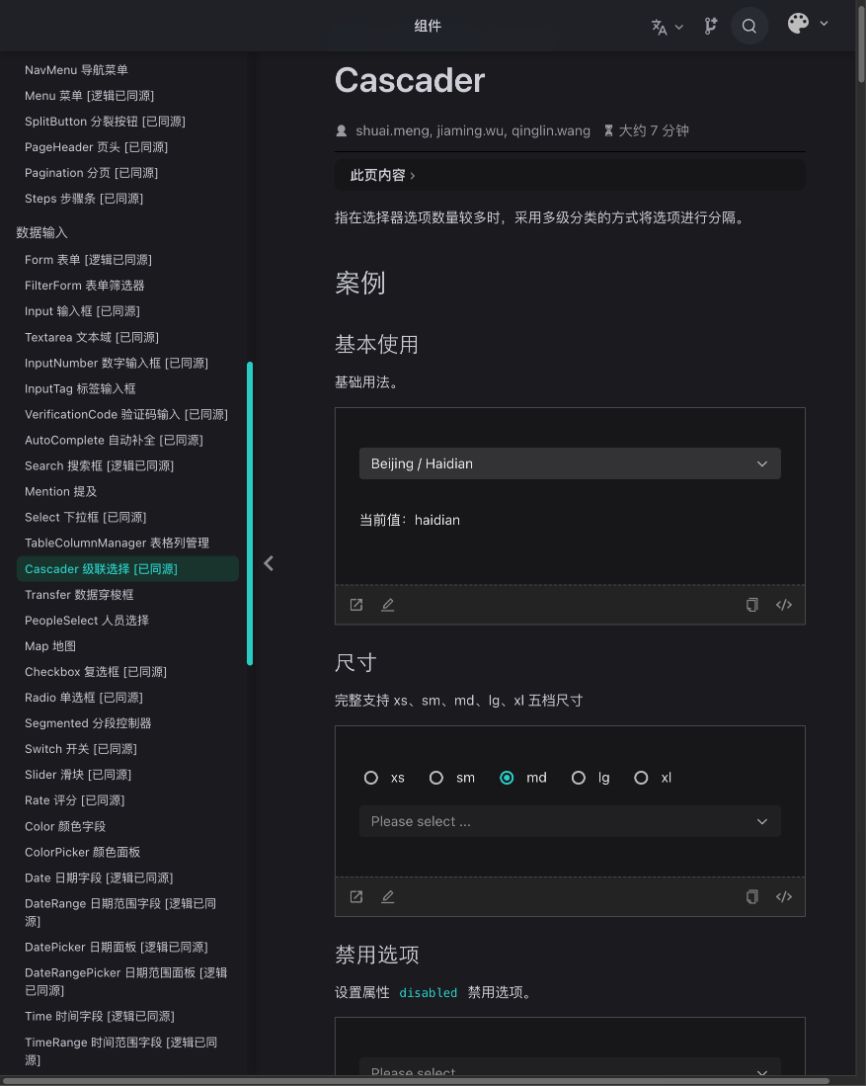 组件
NavMenu 导航菜单
Menu 菜单 [逻辑已同源]
SplitButton 分裂按钮 [已同源]
PageHeader 页头 [已同源]
Pagination 分页 [已同源]
Steps 步骤条 [已同源]
数据输入
Form 表单 [逻辑已同源]
FilterForm 表单筛选器
Input 输入框 [已同源]
Textarea 文本域 [已同源]
InputNumber 数字输入框 [已同源]
InputTag 标签输入框
VerificationCode 验证码输入 [已同源]
AutoComplete 自动补全 [已同源]
Search 搜索框 [逻辑已同源]
Mention 提及
Select 下拉框 [已同源]
TableColumnManager 表格列管理
Cascader 级联选择 [已同源]
Transfer 数据穿梭框
PeopleSelect 人员选择
Map 地图
Checkbox 复选框 [已同源]
Radio 单选框 [已同源]
Segmented 分段控制器
Switch 开关 [已同源]
Slider 滑块 [已同源]
Rate 评分 [已同源]
Color 颜色字段
ColorPicker 颜色面板
Date 日期字段 [逻辑已同源]
DateRange 日期范围字段 [逻辑已同
源]
DatePicker 日期面板 [逻辑已同源]
DateRangePicker 日期范围面板 [逻辑
已同源]
Time 时间字段 [逻辑已同源]
TimeRange 时间范围字段 [逻辑已同
源]
Cascader
shuai.meng, jiaming.wu, qinglin.wang 大约 7 分钟
此页内容 ›
指在选择器选项数量较多时，采用多级分类的方式将选项进行分隔。
案例
基本使用
基础用法。
Beijing / Haidian
当前值：haidian
</>
尺寸
完整支持 xs、sm、md、lg、xl 五档尺寸
xs sm md lg xl
Please select ...
</>
禁用选项
设置属性 disabled 禁用选项。
Please select